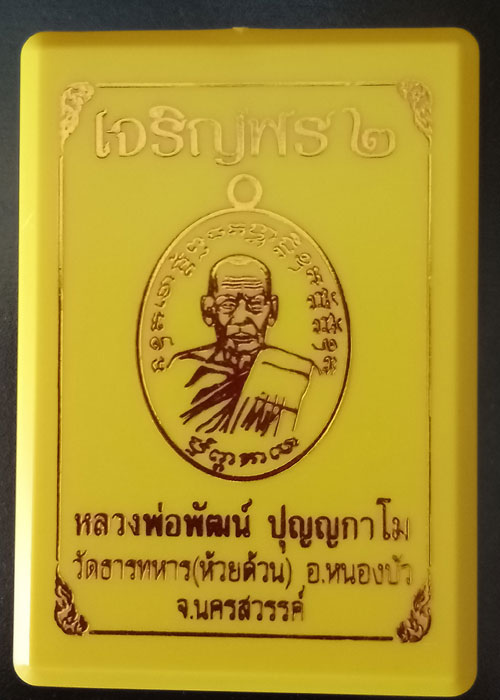 เจริญพร ๒
หลวงพ่อพัฒน์ ปุญญกาโม
วัดธารทหาร(ห้วยด้วน) อ.หนองบัว
จ.นครสวรรค์